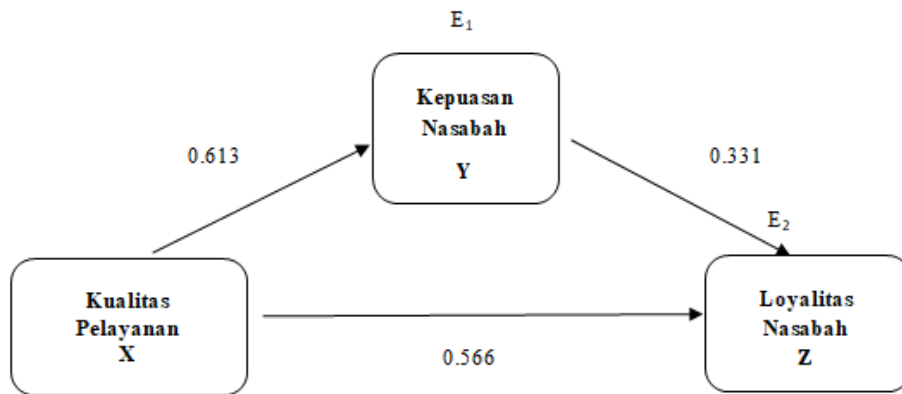 E₁
Kepuasan
Nasabah
Y
0.613
0.331
E₂
Kualitas
Pelayanan
X
Loyalitas
Nasabah
Z
0.566